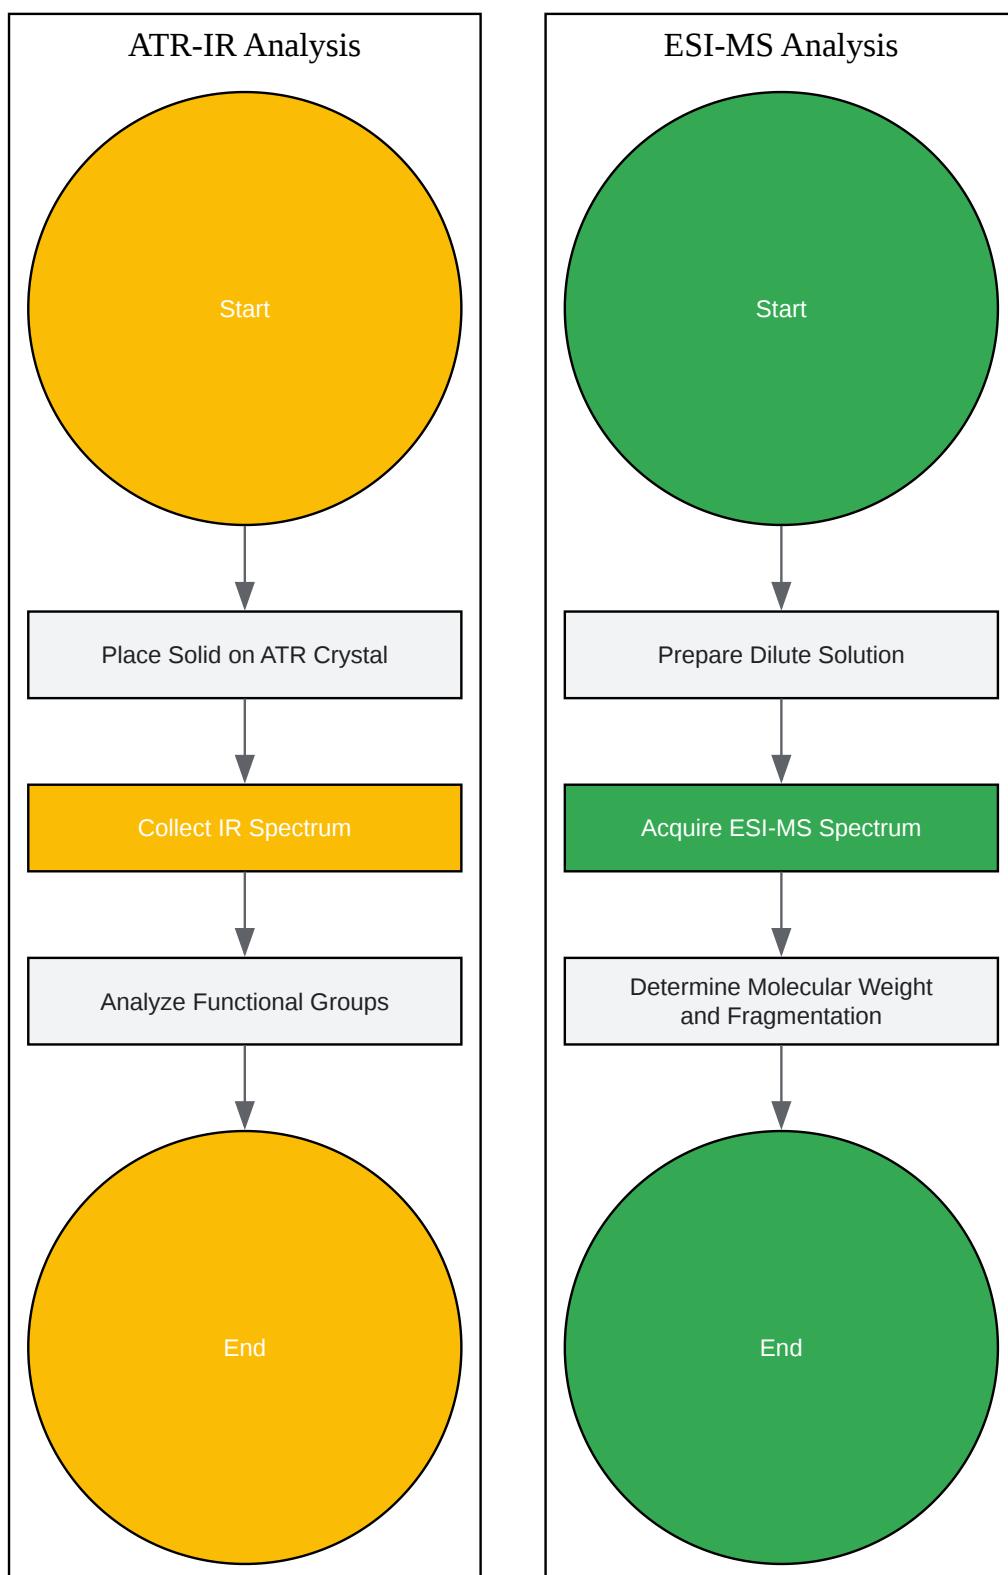 ATR-IR Analysis
Start
Place Solid on ATR Crystal
Collect IR Spectrum
Analyze Functional Groups
End
ESI-MS Analysis
Start
Prepare Dilute Solution
Acquire ESI-MS Spectrum
Determine Molecular Weight
and Fragmentation
End